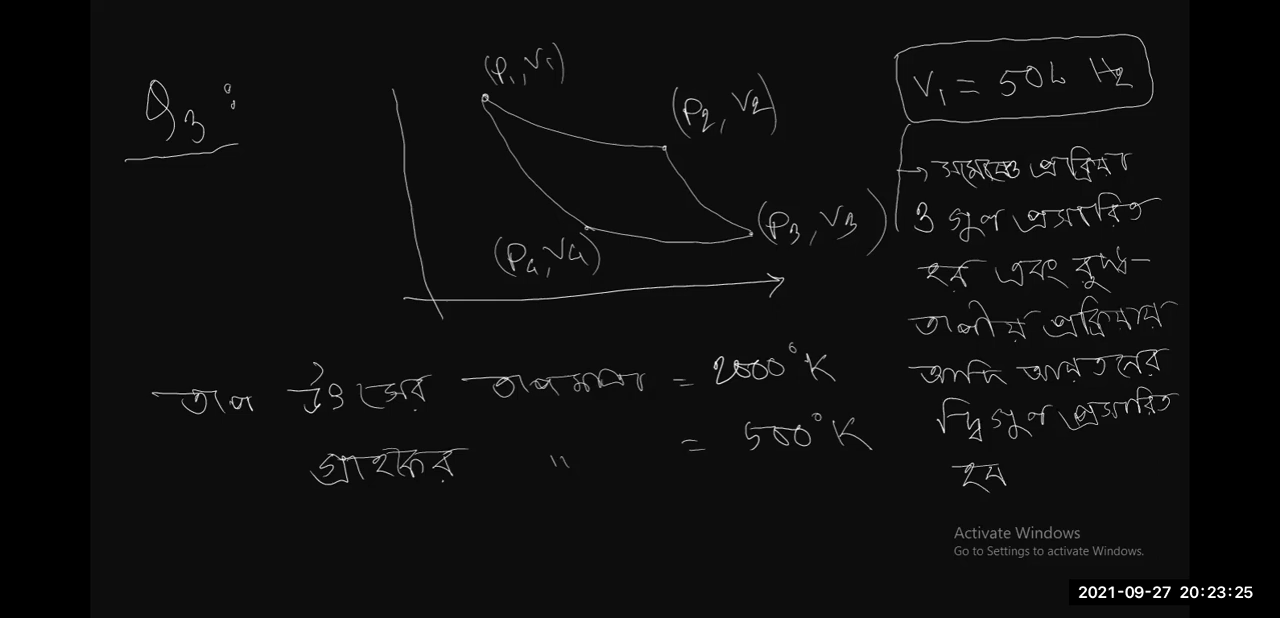 Q3:
(P1, V1)
(P2, V2)
(P3, V3)
(P4, V4)
V1 = 50L H2
→ সমোষ্ণ প্রক্রিয়া
৩ গুণ প্রসারিত
হয় এবং রুদ্ধ-
তাপীয় প্রক্রিয়ায়
আদি আয়তনের
দ্বিগুণ প্রসারিত
হয়
তাপ উৎসের তাপমাত্রা = 2000°K
গ্রাহকের " = 500°K
Activate Windows
Go to Settings to activate Windows.
2021-09-27 20:23:25